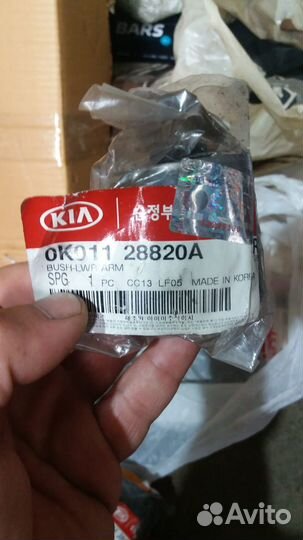 BARS
KIA
순정부
0K011 28820A
BUSH-LWR ARM
SPG 1 PC CC13 LF05 MADE IN KOREA
Avito